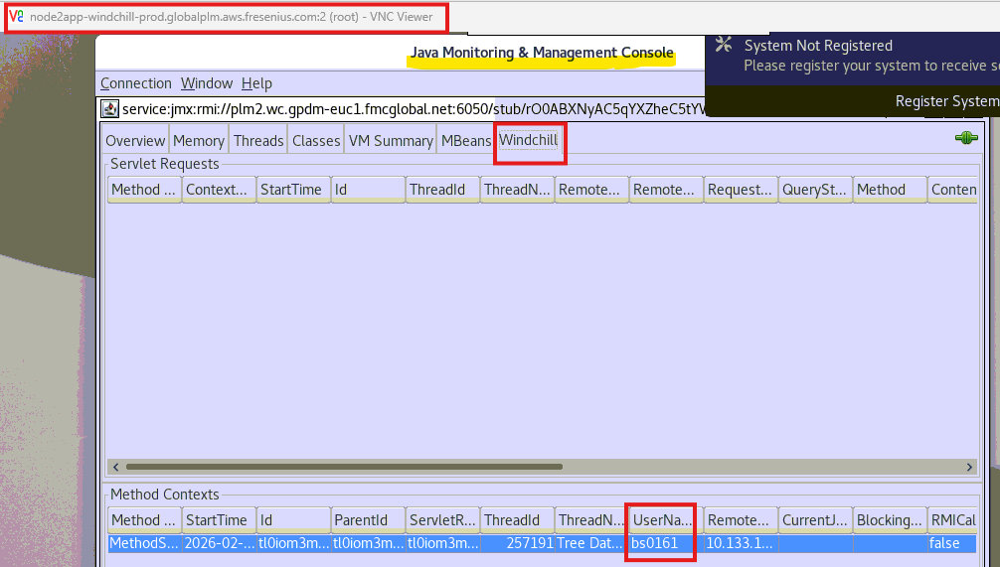 node2app-windchill-prod.globalplm.aws.fresenius.com:2 (root) - VNC Viewer
Java Monitoring & Management Console
System Not Registered
Please register your system to receive
Connection Window Help
Register System
service:jmx:rmi://plm2.wc.gpdm-euc1.fmcglobal.net:6050/stub/rO0ABXNyAC5qYXZheC5tYV
Overview Memory Threads Classes VM Summary MBeans Windchill
Servlet Requests
Method ... Context... StartTime Id ThreadId ThreadN... Remote... Remote... Request... QuerySt... Method Conten
Method Contexts
Method ... StartTime Id ParentId ServletR... ThreadId ThreadN... UserNa... Remote... CurrentJ... Blocking... RMICal
MethodS... 2026-02-... tl0iom3m... tl0iom3m... tl0iom3m... 257191 Tree Dat... bs0161 10.133.1... false